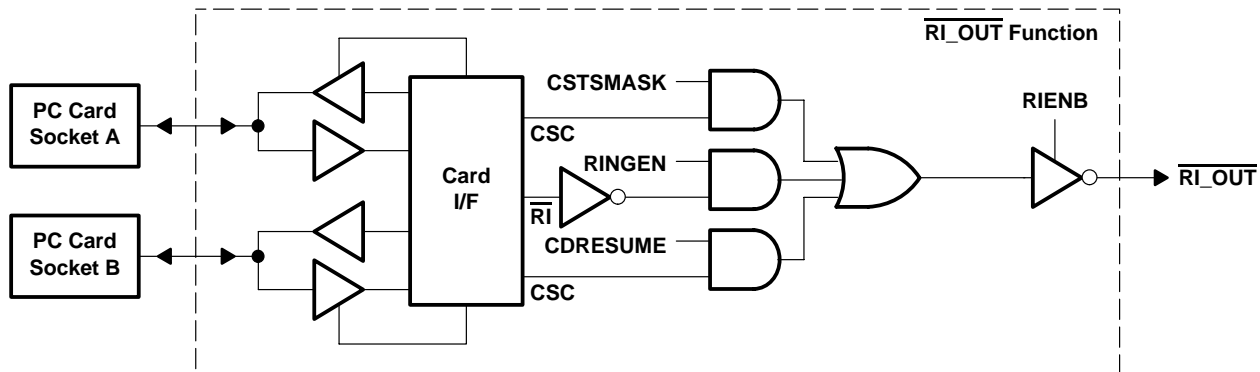 RI_OUT Function
PC Card
Socket A
CSTSMASK
CSC
RIENB
RINGEN
Card
I/F
RI
RI_OUT
PC Card
Socket B
CDRESUME
CSC